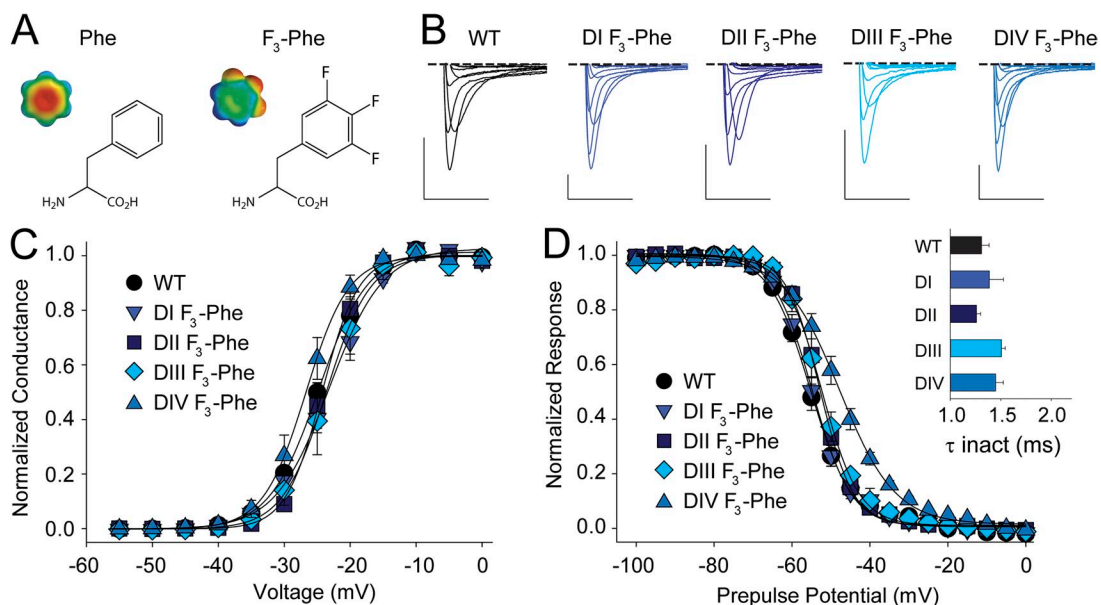 A
Phe
F3-Phe
F
F
F
H2N
CO2H
H2N
CO2H
B
WT
DI F3-Phe
DII F3-Phe
DIII F3-Phe
DIV F3-Phe
C
Normalized Conductance
1.0
0.8
0.6
0.4
0.2
0.0
WT
DI F3-Phe
DII F3-Phe
DIII F3-Phe
DIV F3-Phe
-60
-50
-40
-30
-20
-10
0
Voltage (mV)
D
Normalized Response
1.0
0.8
0.6
0.4
0.2
0.0
WT
DI F3-Phe
DII F3-Phe
DIII F3-Phe
DIV F3-Phe
-100
-80
-60
-40
-20
0
Prepulse Potential (mV)
WT
DI
DII
DIII
DIV
1.0
2.0
τ inact (ms)